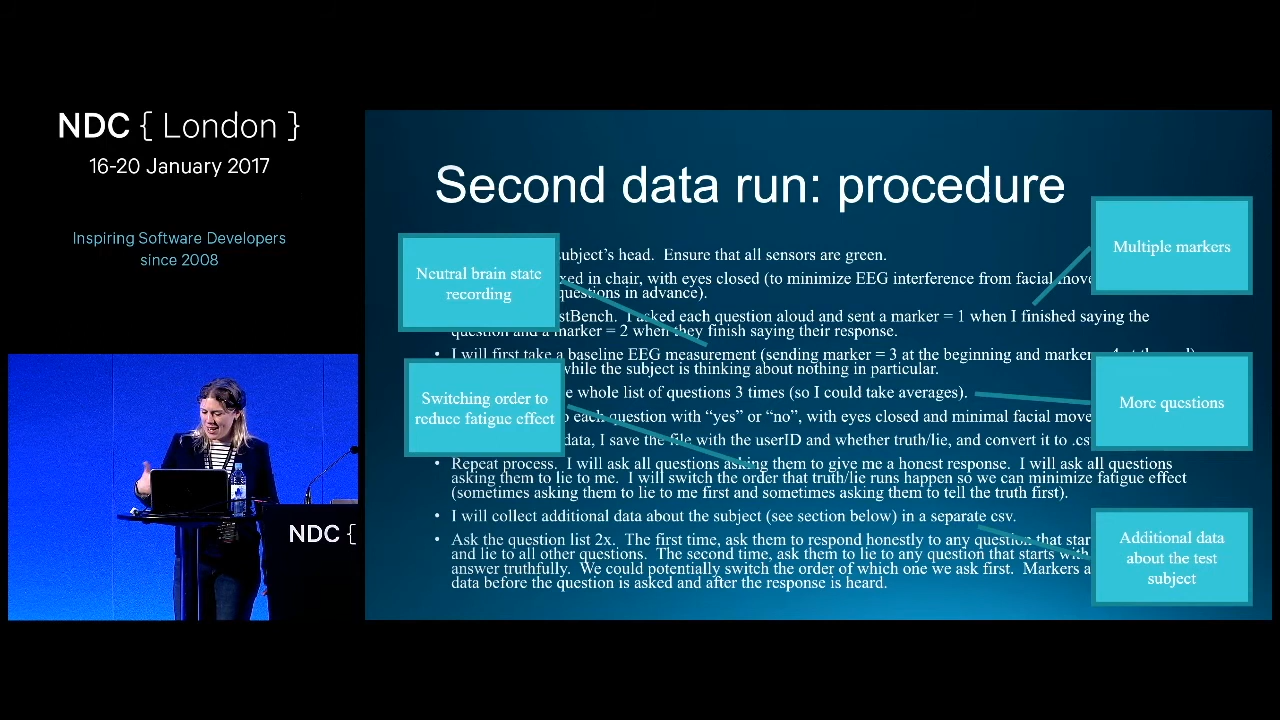 NDC { London }
16-20 January 2017
Inspiring Software Developers
since 2008
NDC {
Second data run: procedure
Neutral brain state
recording
Switching order to
reduce fatigue effect
Multiple markers
More questions
Additional data
about the test
subject
subject's head. Ensure that all sensors are green.
in chair, with eyes closed (to minimize EEG interference from facial
questions in advance).
I asked each question aloud and sent a marker = 1 when I finished saying the
question and a marker = 2 when they finish saying their response.
• I will first take a baseline EEG measurement (sending marker = 3 at the beginning and marker
while the subject is thinking about nothing in particular.
whole list of questions 3 times (so I could take averages).
each question with “yes” or “no”, with eyes closed and minimal facial
data, I save the file with the userID and whether truth/lie, and convert it to
• Repeat process. I will ask all questions asking them to give me a honest response. I will ask all questions
asking them to lie to me. I will switch the order that truth/lie runs happen so we can minimize fatigue effect
(sometimes asking them to lie to me first and sometimes asking them to tell the truth first).
• I will collect additional data about the subject (see section below) in a separate csv.
• Ask the question list 2x. The first time, ask them to respond honestly to any question that
and lie to all other questions. The second time, ask them to lie to any question that starts with
answer truthfully. We could potentially switch the order of which one we ask first. Markers
data before the question is asked and after the response is heard.